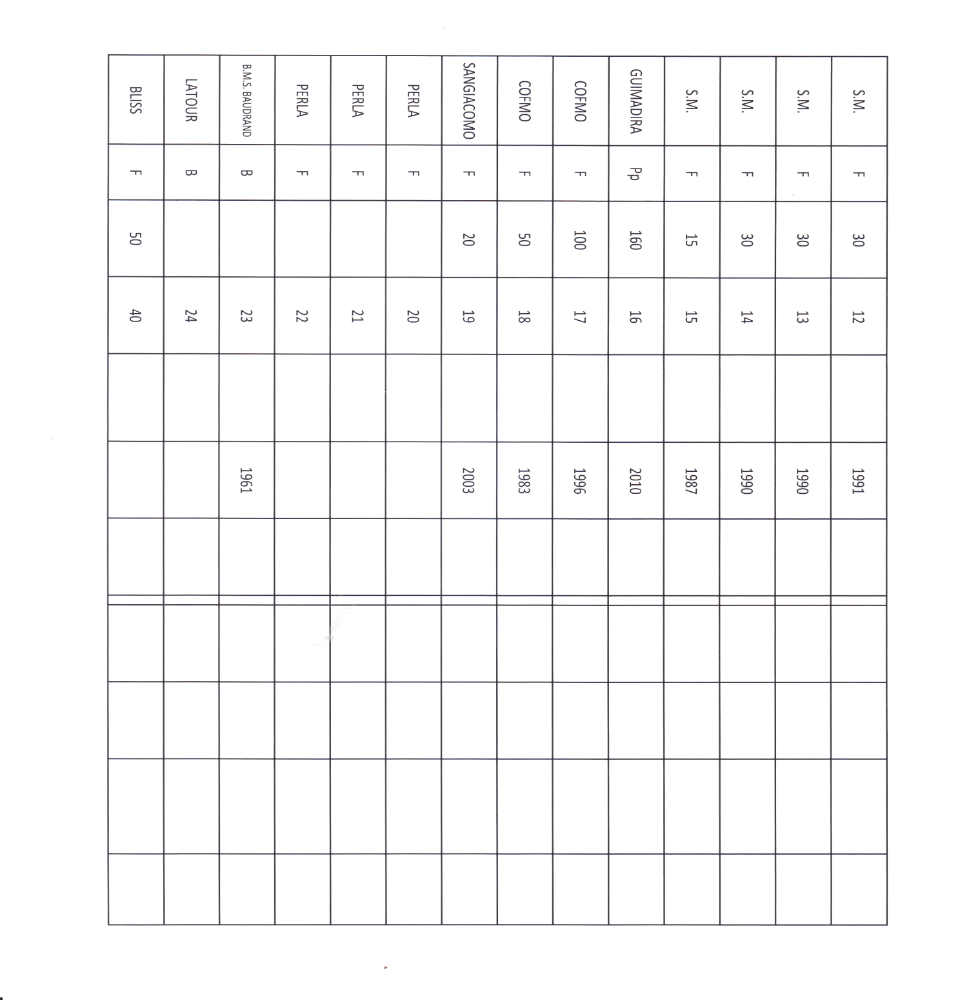 S.M. F 30 12 1991
S.M. F 30 13 1990
S.M. F 30 14 1990
S.M. F 15 15 1987
GUIMADIRA Pp 160 16 2010
COFMO F 100 17 1996
COFMO F 50 18 1983
SANGIACOMO F 20 19 2003
PERLA F 20
PERLA F 21
PERLA F 22
B.M.S. BAUDRAND B 23 1961
LATOUR B 24
BLISS F 50 40